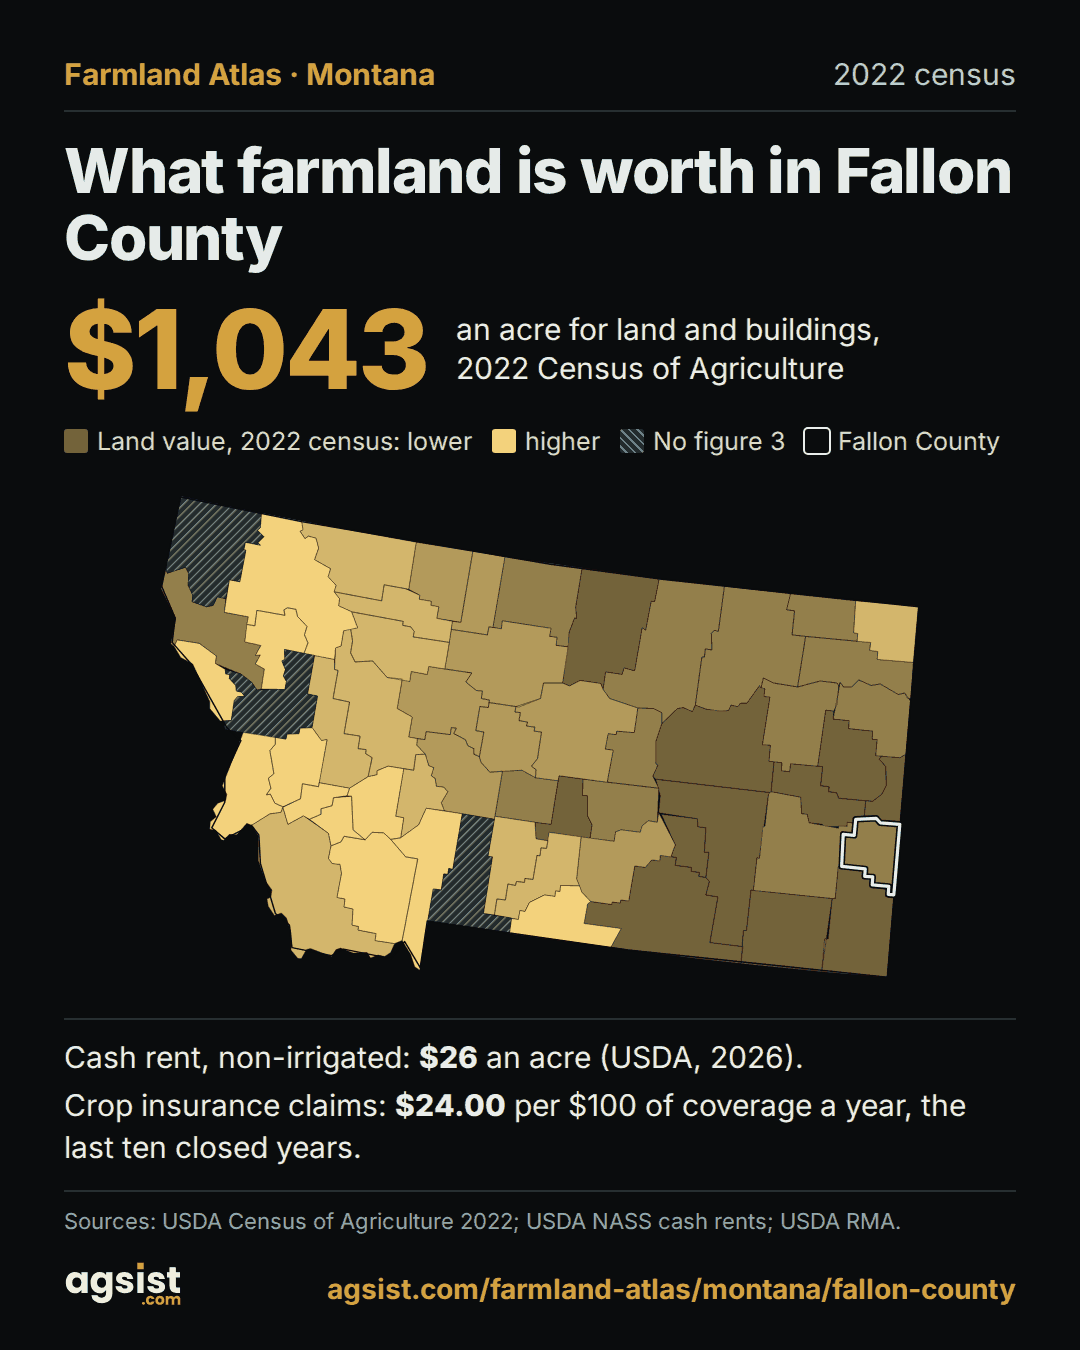 Farmland Atlas · Montana
2022 census
What farmland is worth in Fallon
County
$1,043
an acre for land and buildings,
2022 Census of Agriculture
Land value, 2022 census: lower
higher
No figure 3
Fallon County
Cash rent, non-irrigated: $26 an acre (USDA, 2026).
Crop insurance claims: $24.00 per $100 of coverage a year, the
last ten closed years.
Sources: USDA Census of Agriculture 2022; USDA NASS cash rents; USDA RMA.
agsist
.com
agsist.com/farmland-atlas/montana/fallon-county